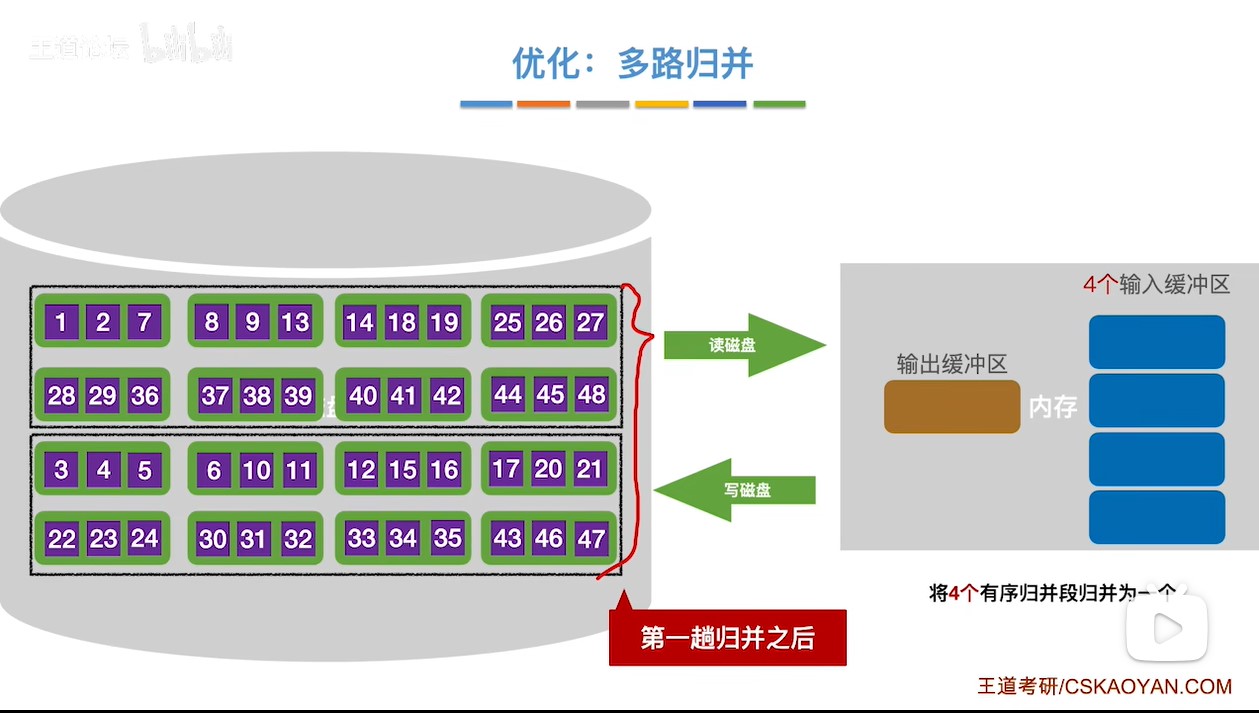 王道论坛 bilibili
优化：多路归并
1 2 7 8 9 13 14 18 19 25 26 27
28 29 36 37 38 39 40 41 42 44 45 48
3 4 5 6 10 11 12 15 16 17 20 21
22 23 24 30 31 32 33 34 35 43 46 47
读磁盘
写磁盘
4个输入缓冲区
输出缓冲区
内存
将4个有序归并段归并为一个
第一趟归并之后
王道考研/CSKAOYAN.COM